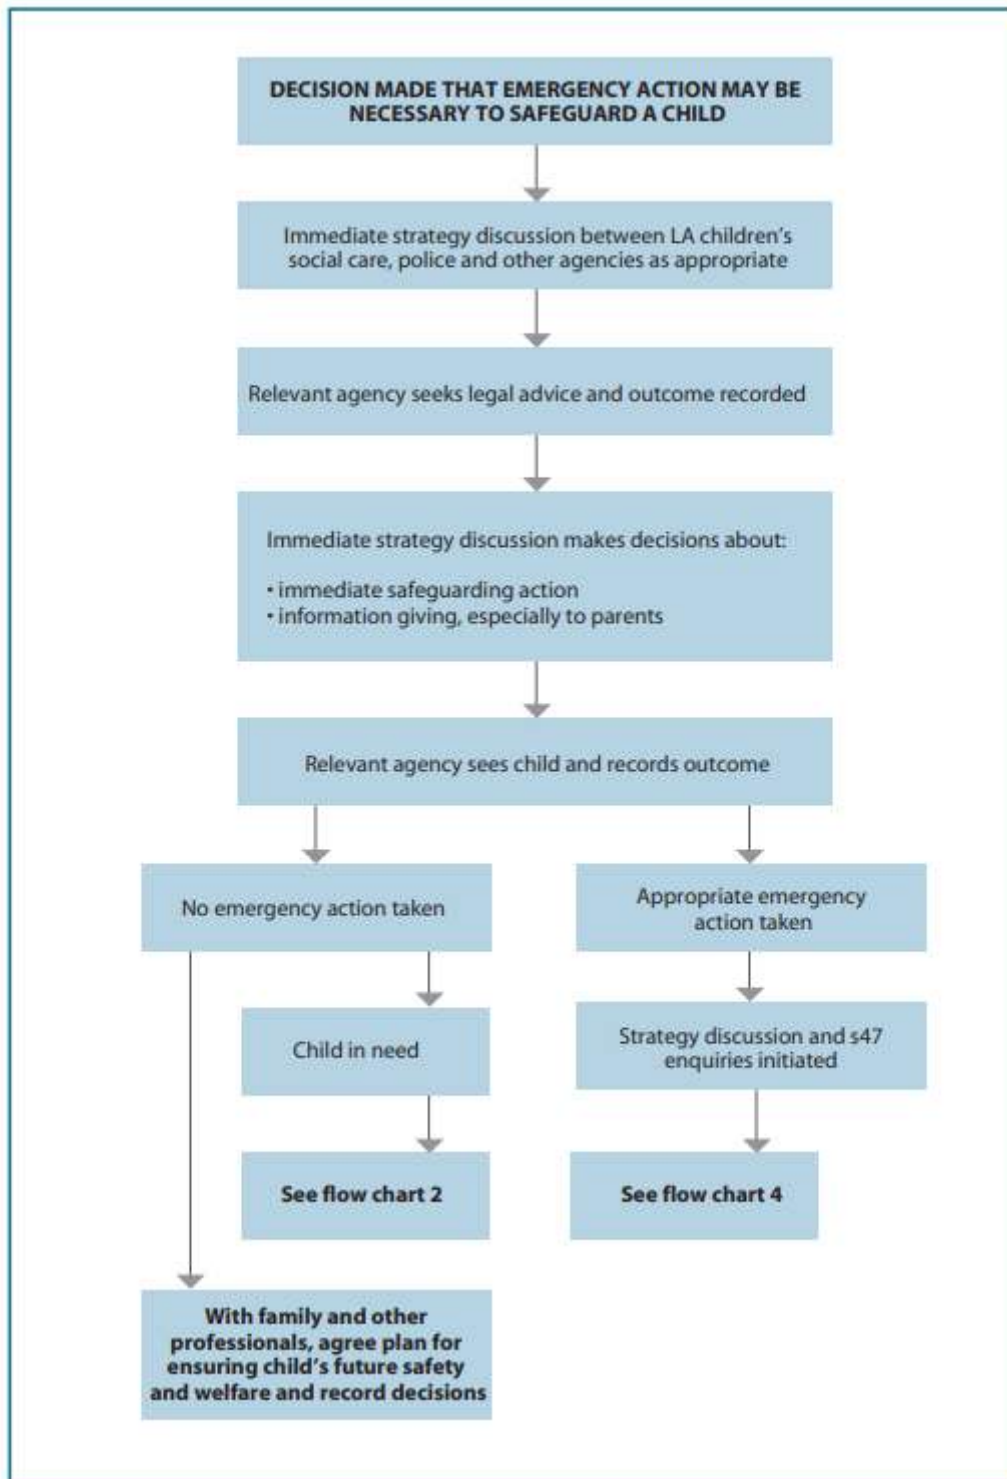 DECISION MADE THAT EMERGENCY ACTION MAY BE
NECESSARY TO SAFEGUARD A CHILD
Immediate strategy discussion between LA children’s
social care, police and other agencies as appropriate
Relevant agency seeks legal advice and outcome recorded
Immediate strategy discussion makes decisions about:
• immediate safeguarding action
• information giving, especially to parents
Relevant agency sees child and records outcome
No emergency action taken
Appropriate emergency
action taken
Child in need
Strategy discussion and s47
enquiries initiated
See flow chart 2
See flow chart 4
With family and other
professionals, agree plan for
ensuring child’s future safety
and welfare and record decisions